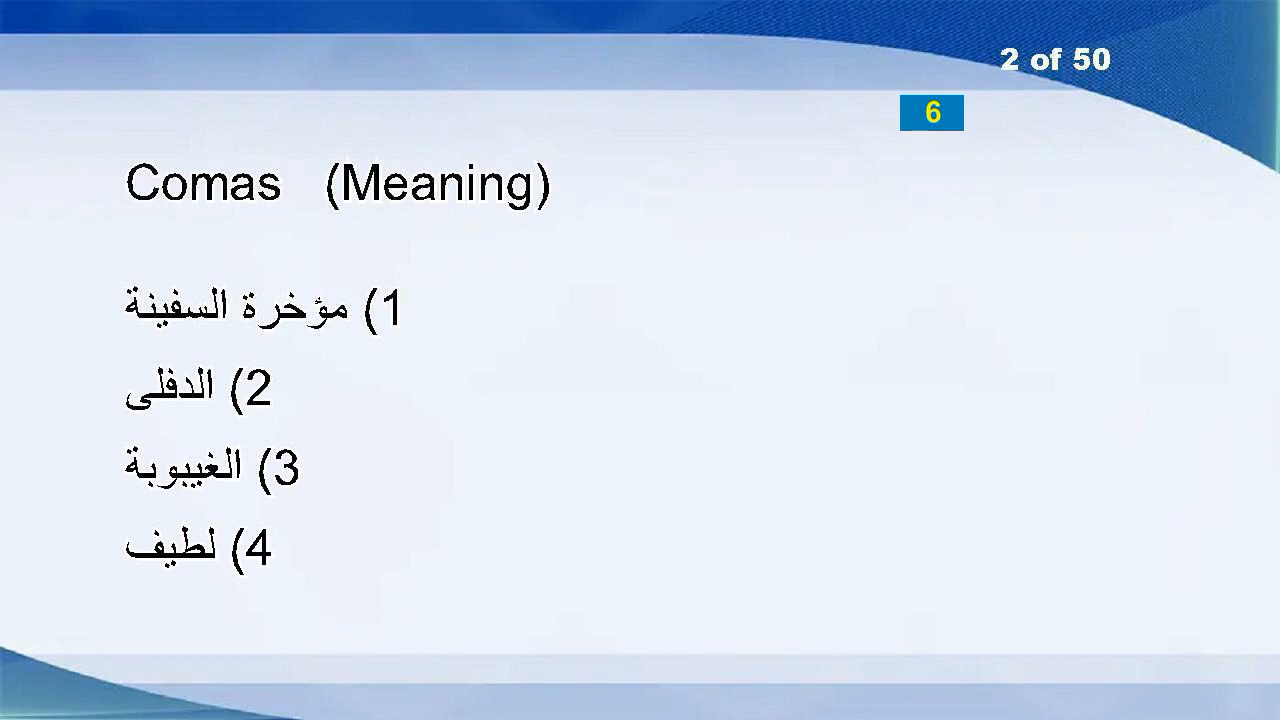 2 of 50
6
Comas (Meaning)
1) مؤخرة السفينة
2) الدفلى
3) الغيبوبة
4) لطيف